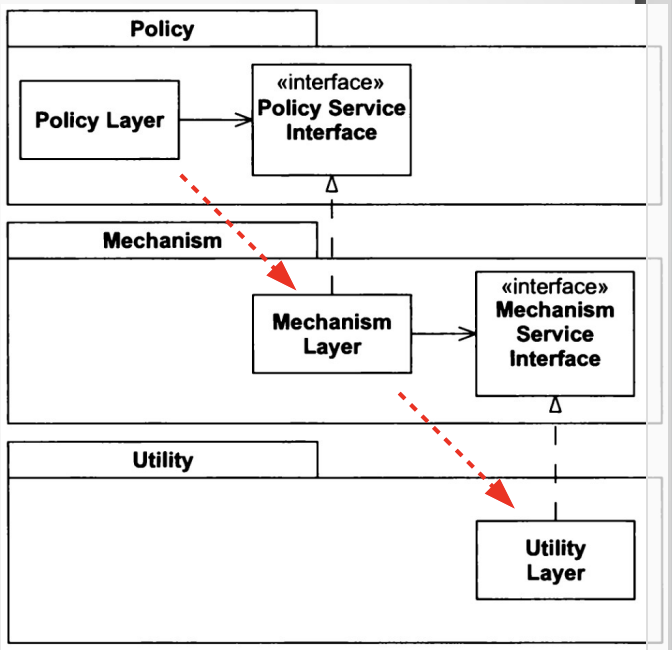 Policy
Policy Layer
«interface»
Policy Service
Interface
Mechanism
Mechanism
Layer
«interface»
Mechanism
Service
Interface
Utility
Utility
Layer